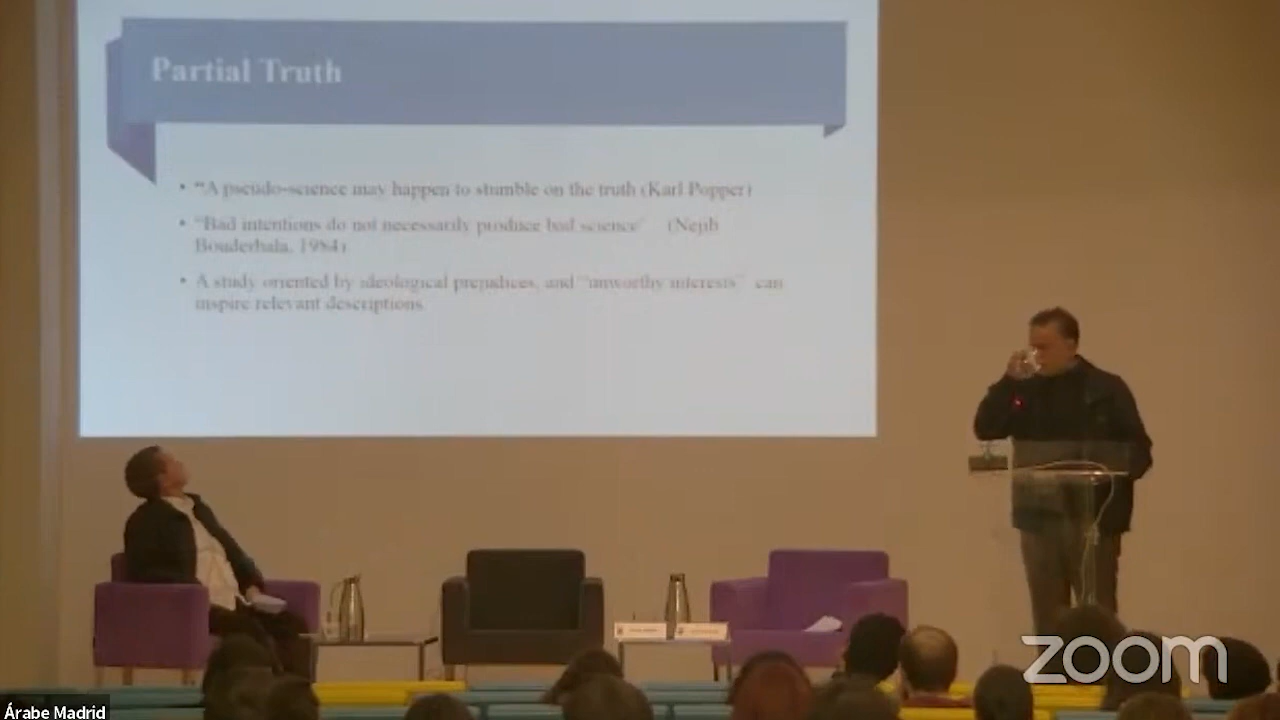 Partial Truth
• “A pseudo-science may happen to stumble on the truth (Karl Popper)
• “Bad intentions do not necessarily produce bad science” (Nejib
Bouderbala, 1984)
• A study oriented by ideological prejudices, and “unworthy interests” can
inspire relevant descriptions
zoom
Árabe Madrid